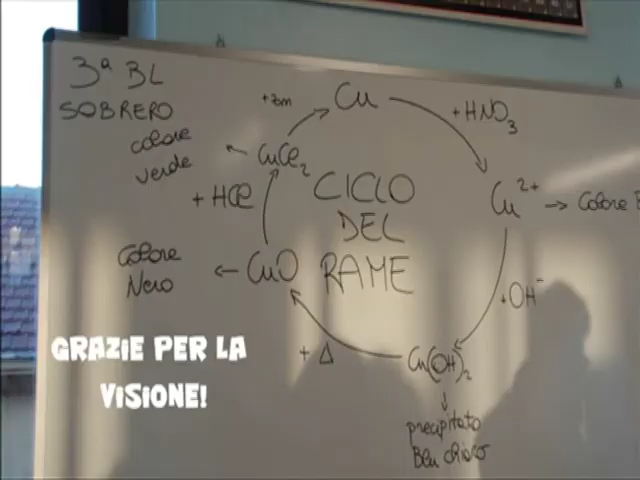 3ª BL
SOBRERO
Cu
+ HNO3
Cu2+ → Colore B
+ OH-
Cu(OH)2
↓
precipitato
Blu chiaro
+ Δ
CuO
← Colore
Nero
+ HCl
CuCl2
← colore
verde
CICLO
DEL
RAME
GRAZIE PER LA
VISIONE!